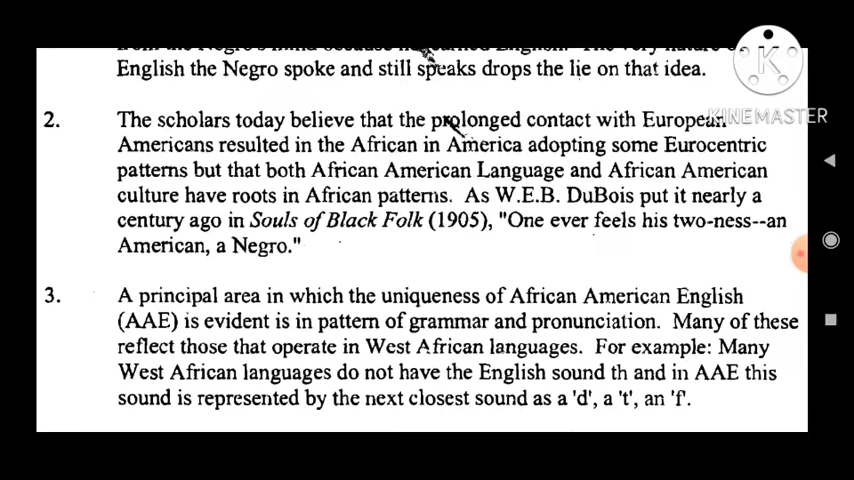 English the Negro spoke and still speaks drops the lie on that idea.
2. The scholars today believe that the prolonged contact with European
Americans resulted in the African in America adopting some Eurocentric
patterns but that both African American Language and African American
culture have roots in African patterns. As W.E.B. DuBois put it nearly a
century ago in Souls of Black Folk (1905), "One ever feels his two-ness--an
American, a Negro."
3. A principal area in which the uniqueness of African American English
(AAE) is evident is in pattern of grammar and pronunciation. Many of these
reflect those that operate in West African languages. For example: Many
West African languages do not have the English sound th and in AAE this
sound is represented by the next closest sound as a 'd', a 't', an 'f'.
K
KINEMASTER